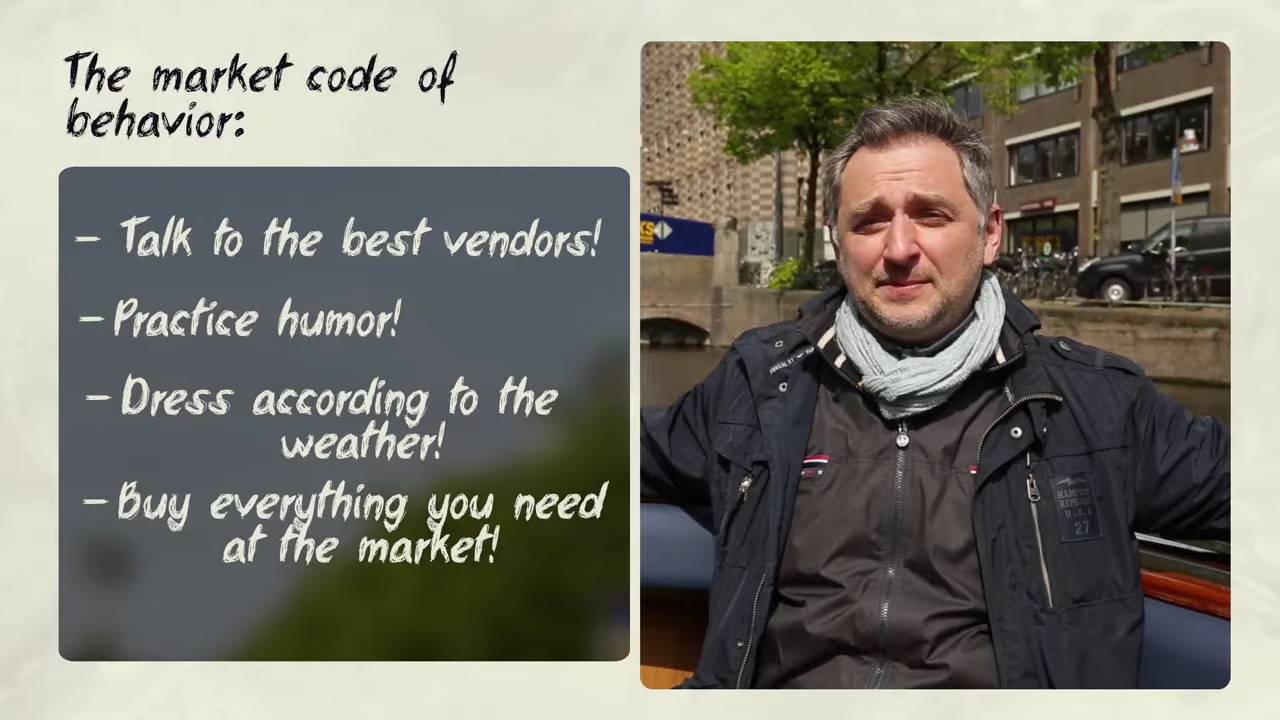 The market code of
behavior:
– Talk to the best vendors!
– Practice humor!
– Dress according to the
weather!
– Buy everything you need
at the market!
U.S.A
27